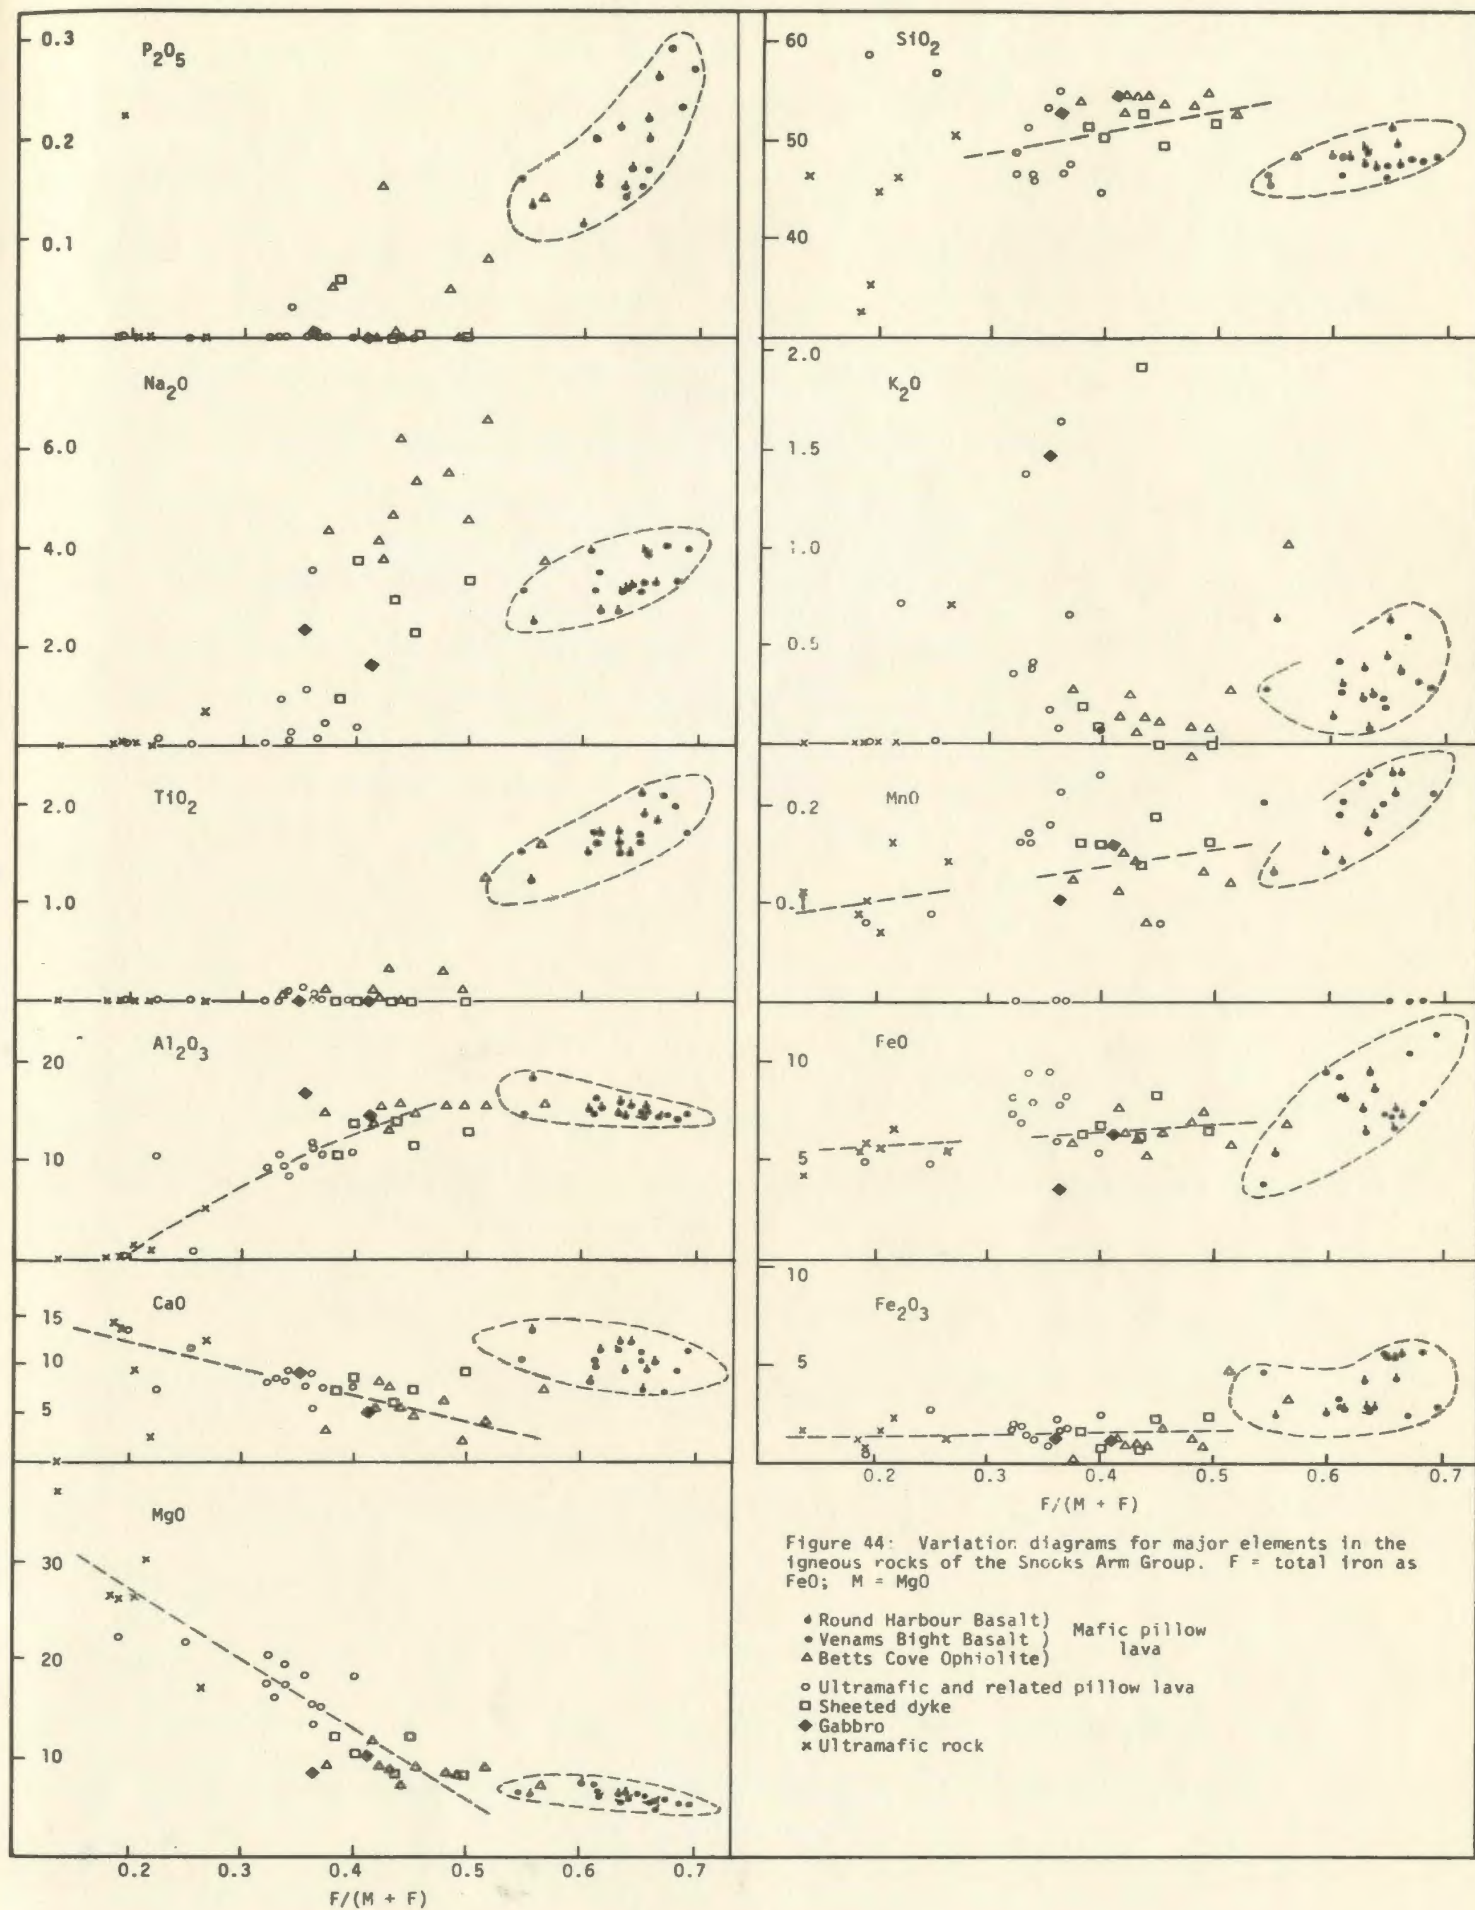 P2O5
0.3
0.2
0.1
Na2O
6.0
4.0
2.0
TiO2
2.0
1.0
Al2O3
20
10
CaO
15
10
5
MgO
30
20
10
0.2 0.3 0.4 0.5 0.6 0.7
F/(M + F)
SiO2
60
50
40
K2O
2.0
1.5
1.0
0.5
MnO
0.2
0.1
FeO
10
5
Fe2O3
10
5
0.2 0.3 0.4 0.5 0.6 0.7
F/(M + F)
Figure 44: Variation diagrams for major elements in the
igneous rocks of the Snooks Arm Group. F = total iron as
FeO; M = MgO
Round Harbour Basalt)
Venams Bight Basalt )
Betts Cove Ophiolite)
Mafic pillow
lava
Ultramafic and related pillow lava
Sheeted dyke
Gabbro
Ultramafic rock